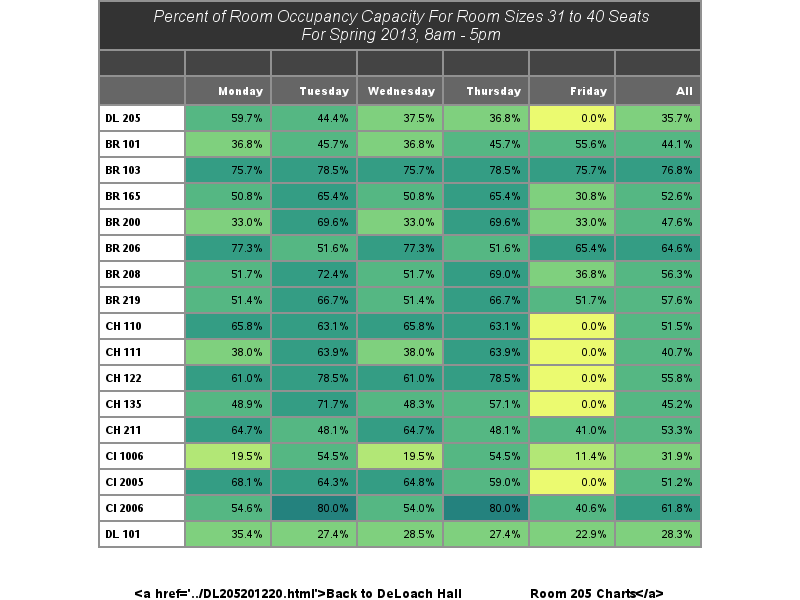 Percent of Room Occupancy Capacity For Room Sizes 31 to 40 Seats
For Spring 2013, 8am - 5pm
Monday Tuesday Wednesday Thursday Friday All
DL 205 59.7% 44.4% 37.5% 36.8% 0.0% 35.7%
BR 101 36.8% 45.7% 36.8% 45.7% 55.6% 44.1%
BR 103 75.7% 78.5% 75.7% 78.5% 75.7% 76.8%
BR 165 50.8% 65.4% 50.8% 65.4% 30.8% 52.6%
BR 200 33.0% 69.6% 33.0% 69.6% 33.0% 47.6%
BR 206 77.3% 51.6% 77.3% 51.6% 65.4% 64.6%
BR 208 51.7% 72.4% 51.7% 69.0% 36.8% 56.3%
BR 219 51.4% 66.7% 51.4% 66.7% 51.7% 57.6%
CH 110 65.8% 63.1% 65.8% 63.1% 0.0% 51.5%
CH 111 38.0% 63.9% 38.0% 63.9% 0.0% 40.7%
CH 122 61.0% 78.5% 61.0% 78.5% 0.0% 55.8%
CH 135 48.9% 71.7% 48.3% 57.1% 0.0% 45.2%
CH 211 64.7% 48.1% 64.7% 48.1% 41.0% 53.3%
CI 1006 19.5% 54.5% 19.5% 54.5% 11.4% 31.9%
CI 2005 68.1% 64.3% 64.8% 59.0% 0.0% 51.2%
CI 2006 54.6% 80.0% 54.0% 80.0% 40.6% 61.8%
DL 101 35.4% 27.4% 28.5% 27.4% 22.9% 28.3%
<a href='../DL205201220.html'>Back to DeLoach Hall Room 205 Charts</a>